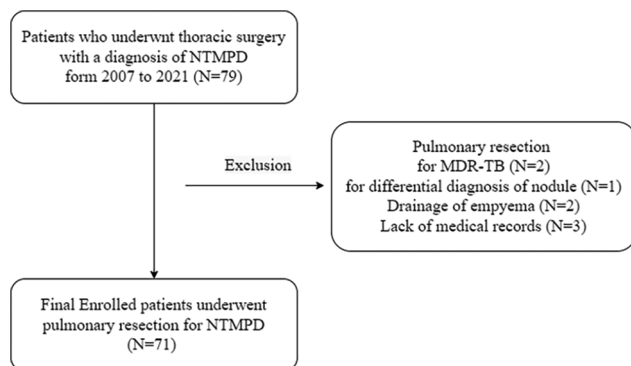 Patients who underwnt thoracic surgery
with a diagnosis of NTMPD
form 2007 to 2021 (N=79)
Exclusion
Pulmonary resection
for MDR-TB (N=2)
for differential diagnosis of nodule (N=1)
Drainage of empyema (N=2)
Lack of medical records (N=3)
Final Enrolled patients underwent
pulmonary resection for NTMPD
(N=71)